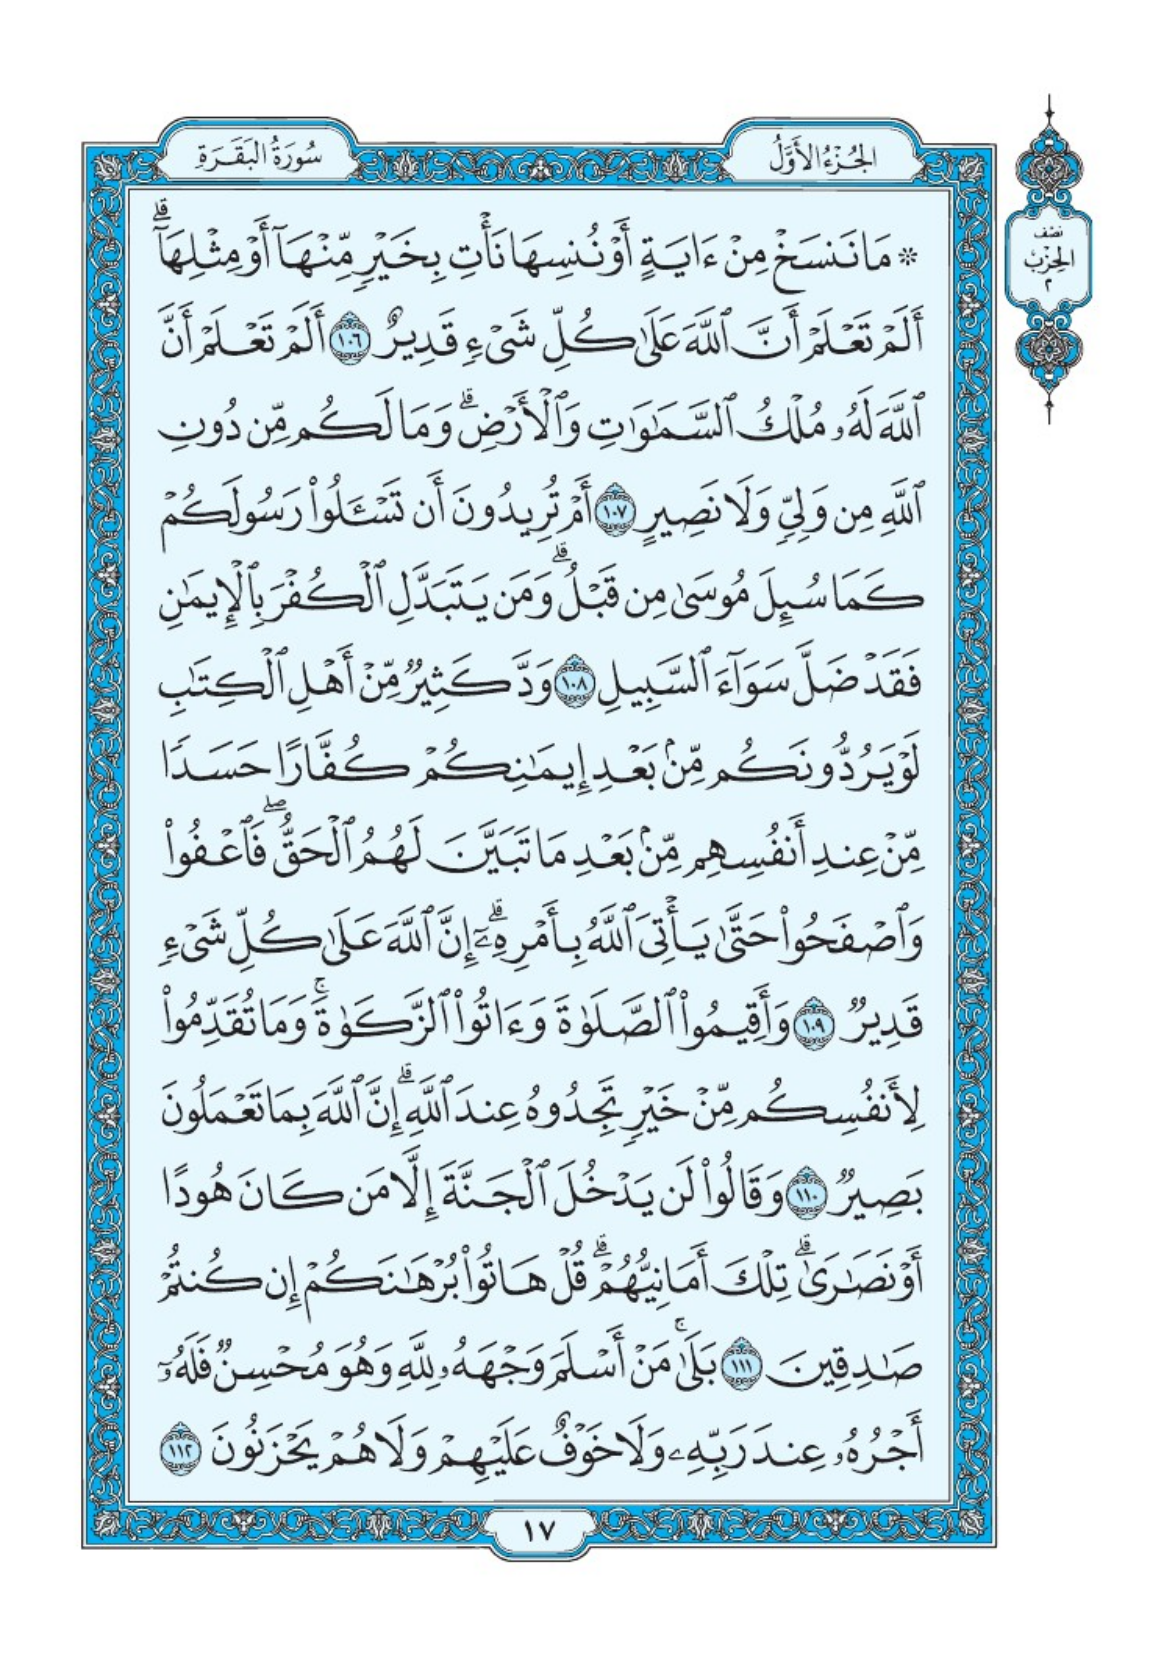 الجُزْءُ الأَوَّلُ
سُورَةُ البَقَرَةِ
نصْف
الحِزْبِ
٢
۞ مَا نَنسَخْ مِنْ ءَايَةٍ أَوْ نُنسِهَا نَأْتِ بِخَيْرٍ مِّنْهَآ أَوْ مِثْلِهَآۗ
أَلَمْ تَعْلَمْ أَنَّ ٱللَّهَ عَلَىٰ كُلِّ شَىْءٍ قَدِيرٌ ١٠٦ أَلَمْ تَعْلَمْ أَنَّ
ٱللَّهَ لَهُۥ مُلْكُ ٱلسَّمَٰوَٰتِ وَٱلْأَرْضِۗ وَمَا لَكُم مِّن دُونِ
ٱللَّهِ مِن وَلِىٍّ وَلَا نَصِيرٍ ١٠٧ أَمْ تُرِيدُونَ أَن تَسْـَٔلُوا۟ رَسُولَكُمْ
كَمَا سُئِلَ مُوسَىٰ مِن قَبْلُۗ وَمَن يَتَبَدَّلِ ٱلْكُفْرَ بِٱلْإِيمَٰنِ
فَقَدْ ضَلَّ سَوَآءَ ٱلسَّبِيلِ ١٠٨ وَدَّ كَثِيرٌ مِّنْ أَهْلِ ٱلْكِتَٰبِ
لَوْ يَرُدُّونَكُم مِّنۢ بَعْدِ إِيمَٰنِكُمْ كُفَّارًا حَسَدًا
مِّنْ عِندِ أَنفُسِهِم مِّنۢ بَعْدِ مَا تَبَيَّنَ لَهُمُ ٱلْحَقُّۖ فَٱعْفُوا۟
وَٱصْفَحُوا۟ حَتَّىٰ يَأْتِىَ ٱللَّهُ بِأَمْرِهِۦٓۗ إِنَّ ٱللَّهَ عَلَىٰ كُلِّ شَىْءٍ
قَدِيرٌ ١٠٩ وَأَقِيمُوا۟ ٱلصَّلَوٰةَ وَءَاتُوا۟ ٱلزَّكَوٰةَۚ وَمَا تُقَدِّمُوا۟
لِأَنفُسِكُم مِّنْ خَيْرٍ تَجِدُوهُ عِندَ ٱللَّهِۗ إِنَّ ٱللَّهَ بِمَا تَعْمَلُونَ
بَصِيرٌ ١١٠ وَقَالُوا۟ لَن يَدْخُلَ ٱلْجَنَّةَ إِلَّا مَن كَانَ هُودًا
أَوْ نَصَٰرَىٰۗ تِلْكَ أَمَانِيُّهُمْۗ قُلْ هَاتُوا۟ بُرْهَٰنَكُمْ إِن كُنتُمْ
صَٰدِقِينَ ١١١ بَلَىٰۚ مَنْ أَسْلَمَ وَجْهَهُۥ لِلَّهِ وَهُوَ مُحْسِنٌ فَلَهُۥٓ
أَجْرُهُۥ عِندَ رَبِّهِۦ وَلَا خَوْفٌ عَلَيْهِمْ وَلَا هُمْ يَحْزَنُونَ ١١٢
١٧